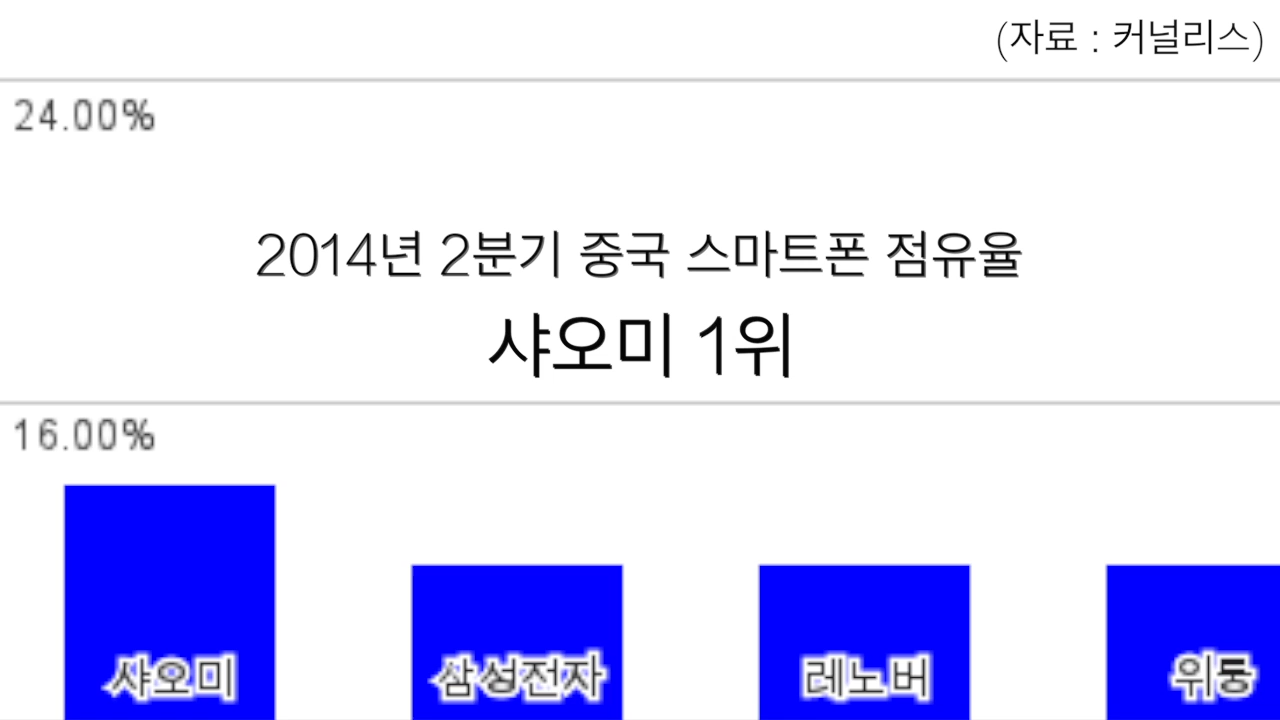 (자료 : 커널리스)
24.00%
2014년 2분기 중국 스마트폰 점유율
샤오미 1위
16.00%
샤오미 삼성전자 레노버 위퉁